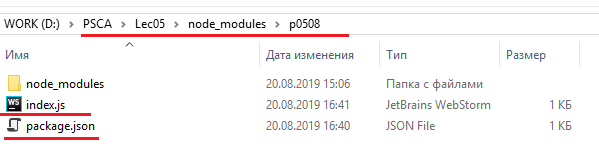 WORK (D:) > PSCA > Lec05 > node_modules > p0508
Имя Дата изменения Тип Размер
node_modules 20.08.2019 15:06 Папка с файлами
WS index.js 20.08.2019 16:41 JetBrains WebStorm 1 КБ
package.json 20.08.2019 16:40 JSON File 1 КБ